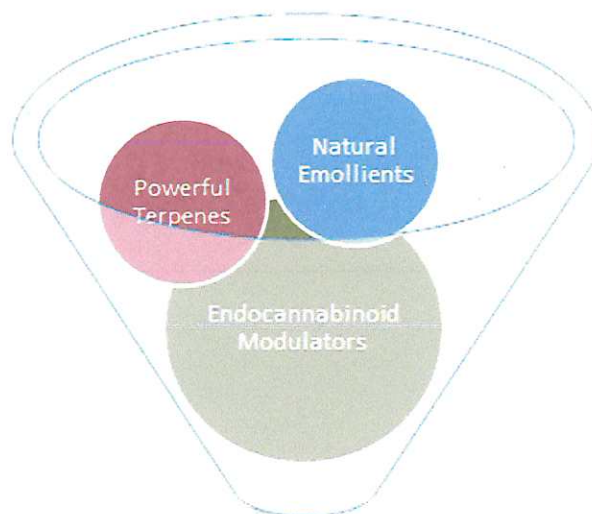 Natural
Emollients
Powerful
Terpenes
Endocannabinoid
Modulators